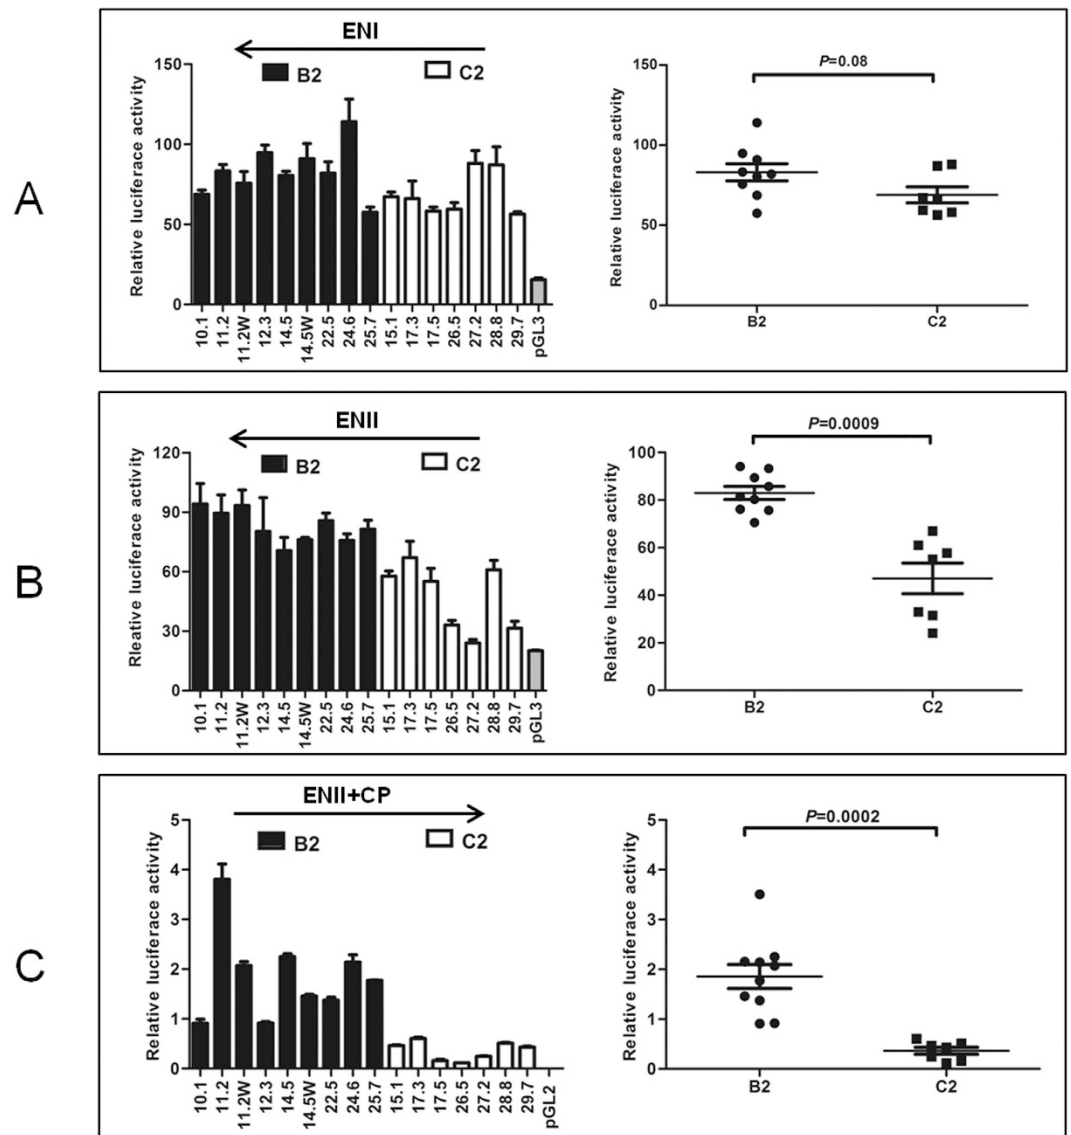 A
ENI
B2
C2
Relative luciferace activity
150
100
50
0
10.1
11.2
11.2W
12.3
14.5
14.5W
22.5
24.6
25.7
15.1
17.3
17.5
26.5
27.2
28.8
29.7
pGL3
P=0.08
Relative luciferace activity
150
100
50
0
B2
C2
B
ENII
B2
C2
Rleative luciferace activity
120
90
60
30
0
10.1
11.2
11.2W
12.3
14.5
14.5W
22.5
24.6
25.7
15.1
17.3
17.5
26.5
27.2
28.8
29.7
pGL3
P=0.0009
Relative luciferace activity
100
80
60
40
20
0
B2
C2
C
ENII+CP
B2
C2
Relative luciferace activity
5
4
3
2
1
0
10.1
11.2
11.2W
12.3
14.5
14.5W
22.5
24.6
25.7
15.1
17.3
17.5
26.5
27.2
28.8
29.7
pGL2
P=0.0002
Relative luciferace activity
5
4
3
2
1
0
B2
C2